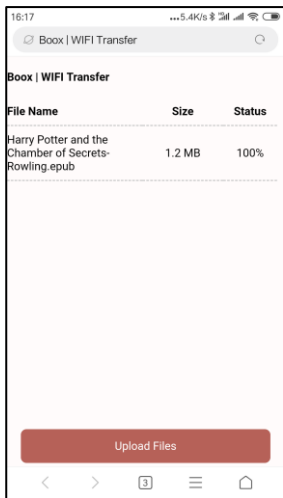 16:17 ...5.4K/s
Boox | WIFI Transfer
Boox | WIFI Transfer
File Name Size Status
Harry Potter and the
Chamber of Secrets- 1.2 MB 100%
Rowling.epub
Upload Files
3